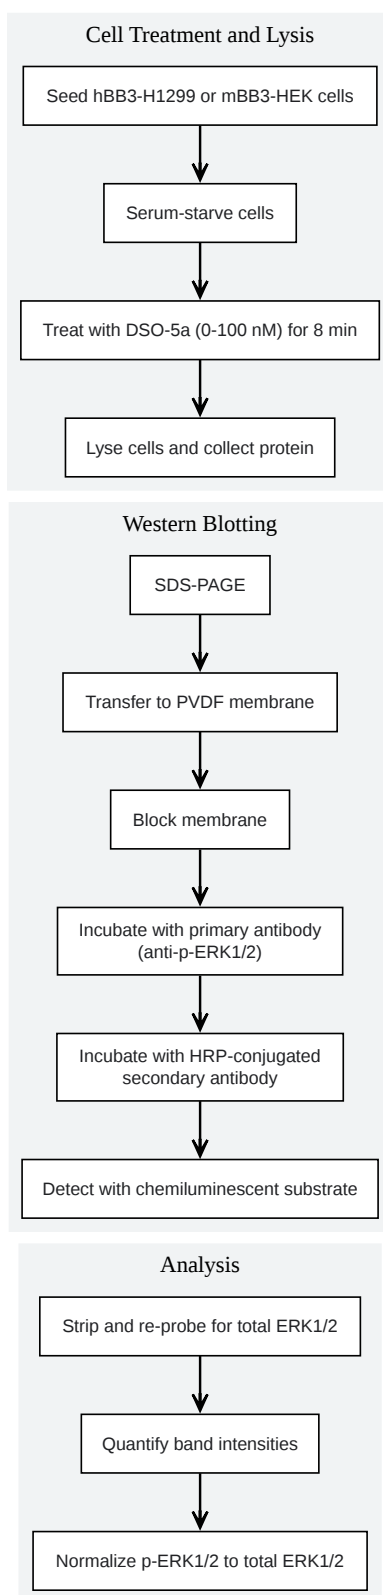 Cell Treatment and Lysis
Seed hBB3-H1299 or mBB3-HEK cells
Serum-starve cells
Treat with DSO-5a (0-100 nM) for 8 min
Lyse cells and collect protein
Western Blotting
SDS-PAGE
Transfer to PVDF membrane
Block membrane
Incubate with primary antibody
(anti-p-ERK1/2)
Incubate with HRP-conjugated
secondary antibody
Detect with chemiluminescent substrate
Analysis
Strip and re-probe for total ERK1/2
Quantify band intensities
Normalize p-ERK1/2 to total ERK1/2